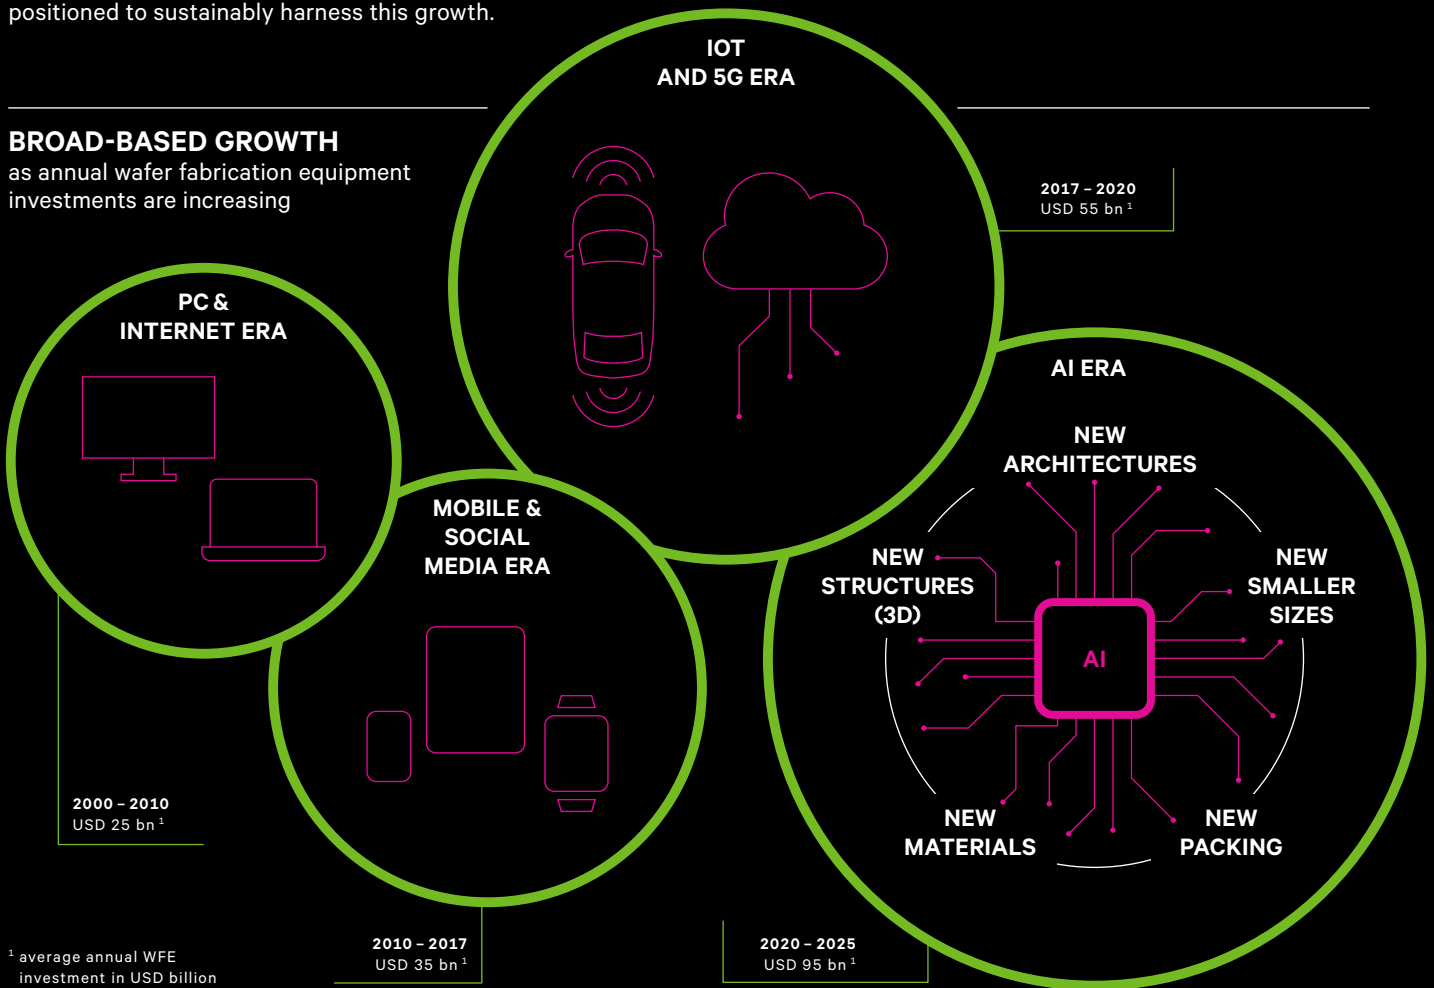 positioned to sustainably harness this growth.
BROAD-BASED GROWTH
as annual wafer fabrication equipment
investments are increasing
PC &
INTERNET ERA
2000 – 2010
USD 25 bn ¹
MOBILE &
SOCIAL
MEDIA ERA
2010 – 2017
USD 35 bn ¹
IOT
AND 5G ERA
2017 – 2020
USD 55 bn ¹
AI ERA
NEW
ARCHITECTURES
NEW
STRUCTURES
(3D)
NEW
SMALLER
SIZES
AI
NEW
MATERIALS
NEW
PACKING
2020 – 2025
USD 95 bn ¹
¹ average annual WFE
investment in USD billion